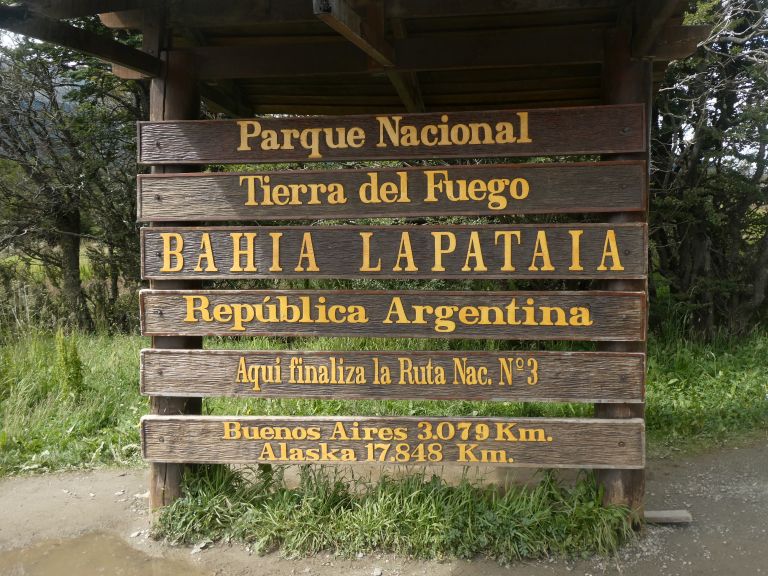 Parque Nacional
Tierra del Fuego
BAHIA LAPATAIA
República Argentina
Aqui finaliza la Ruta Nac. Nº3
Buenos Aires 3.079 Km.
Alaska 17.848 Km.